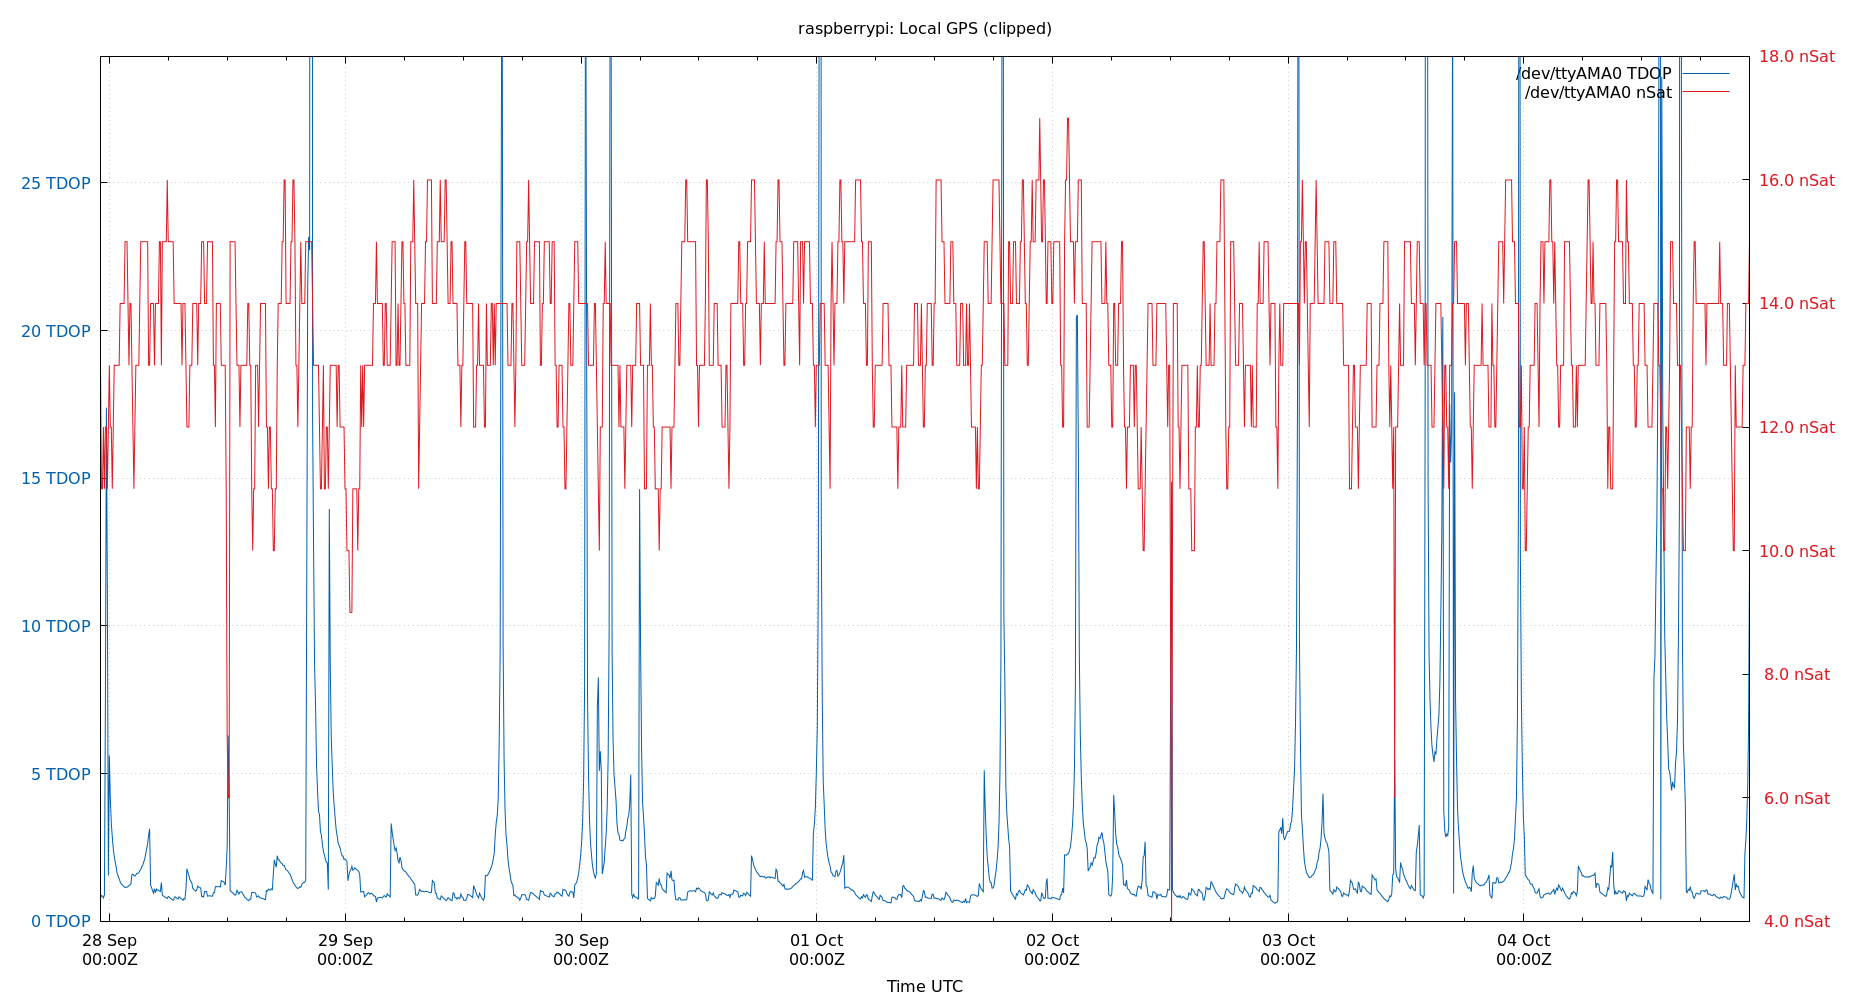 raspberrypi: Local GPS (clipped)
18.0 nSat
/dev/ttyAMA0 TDOP
/dev/ttyAMA0 nSat
25 TDOP
16.0 nSat
20 TDOP
14.0 nSat
15 TDOP
12.0 nSat
10.0 nSat
10 TDOP
8.0 nSat
5 TDOP
6.0 nSat
0 TDOP
4.0 nSat
28 Sep
00:00Z
29 Sep
00:00Z
30 Sep
00:00Z
01 Oct
00:00Z
02 Oct
00:00Z
03 Oct
00:00Z
04 Oct
00:00Z
Time UTC